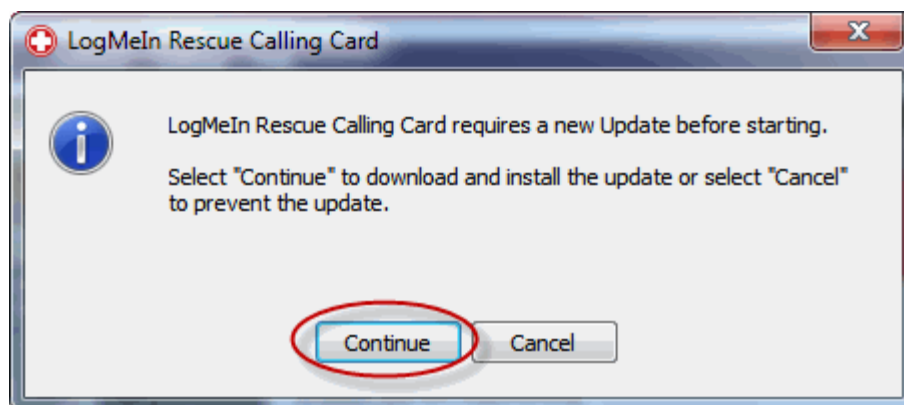 LogMeIn Rescue Calling Card
LogMeIn Rescue Calling Card requires a new Update before starting.
Select "Continue" to download and install the update or select "Cancel"
to prevent the update.
Continue Cancel